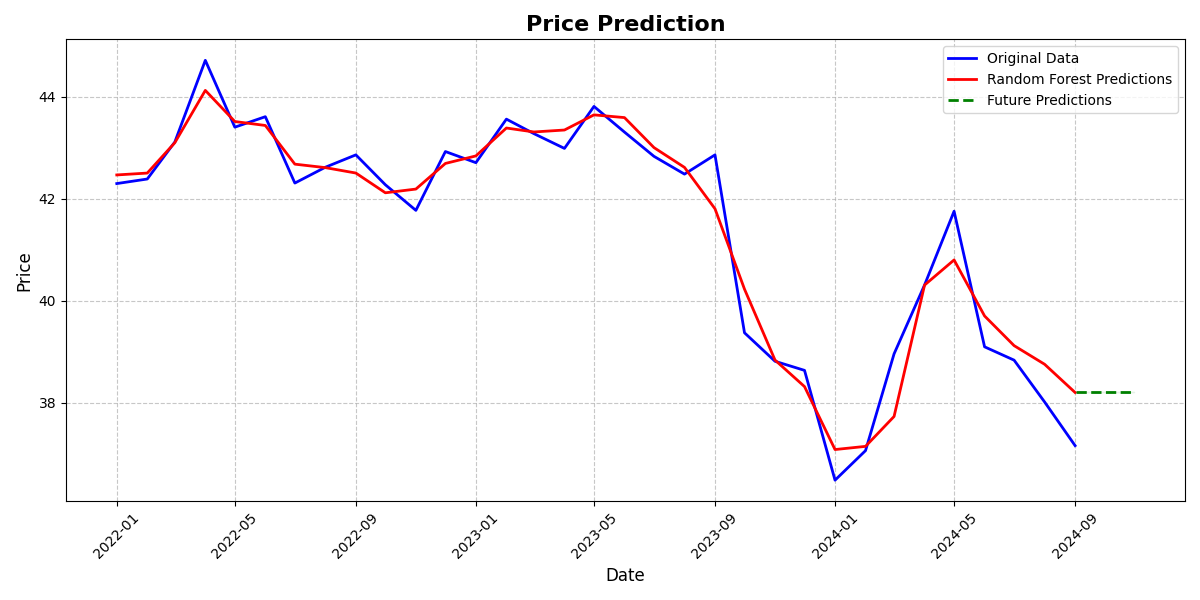 Price Prediction
Original Data
Random Forest Predictions
Future Predictions
Price
44
42
40
38
2022-01
2022-05
2022-09
2023-01
2023-05
2023-09
2024-01
2024-05
2024-09
Date